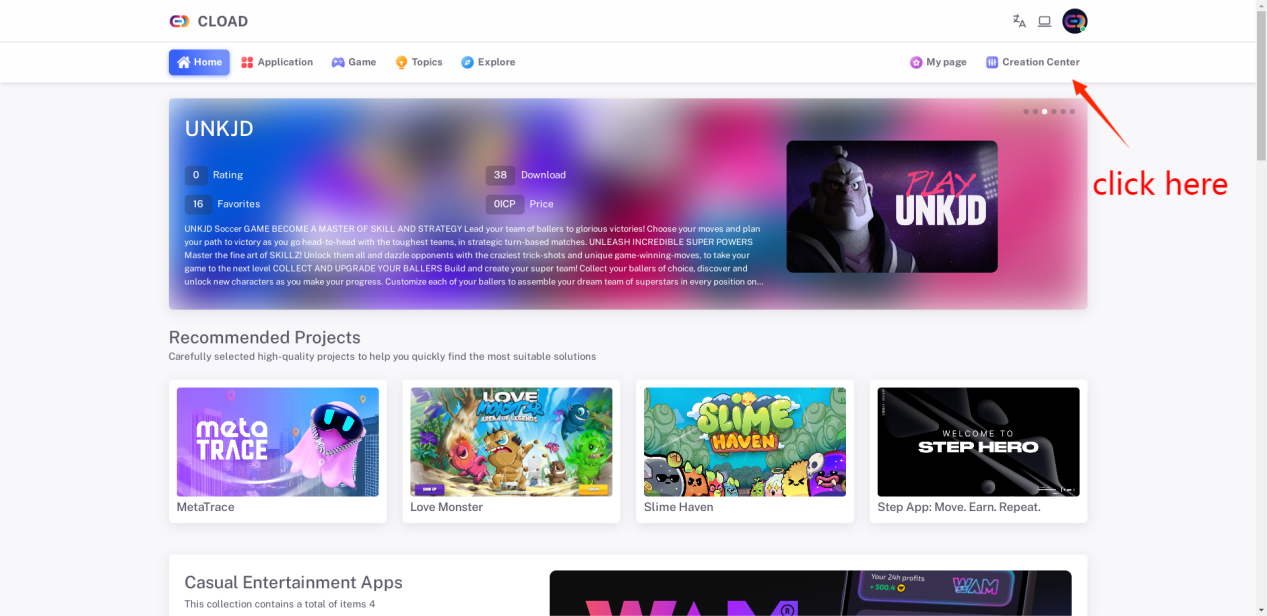 CLOAD
Home
Application
Game
Topics
Explore
My page
Creation Center
click here
UNKJD
0 Rating
38 Download
16 Favorites
0ICP Price
UNKJD Soccer GAME BECOME A MASTER OF SKILL AND STRATEGY Lead your team of ballers to glorious victories! Choose your moves and plan
your path to victory as you go head-to-head with the toughest teams, in strategic turn-based matches. UNLEASH INCREDIBLE SUPER POWERS
Master the fine art of SKILLZ! Unlock them all and dazzle opponents with the craziest trick-shots and unique game-winning-moves, to take your
game to the next level COLLECT AND UPGRADE YOUR BALLERS Build and create your super team! Collect your ballers of choice, discover and
unlock new characters as you make your progress. Customize each of your ballers to assemble your dream team of superstars in every position on...
PLAY
UNKJD
Recommended Projects
Carefully selected high-quality projects to help you quickly find the most suitable solutions
meta
TRACE
MetaTrace
LOVE
MONSTER
Love Monster
SLIME
HAVEN
Slime Haven
WELCOME TO
STEP HERO
Step App: Move. Earn. Repeat.
Casual Entertainment Apps
This collection contains a total of items 4
Your 24h profits
+ 500.4
WAM
WAM